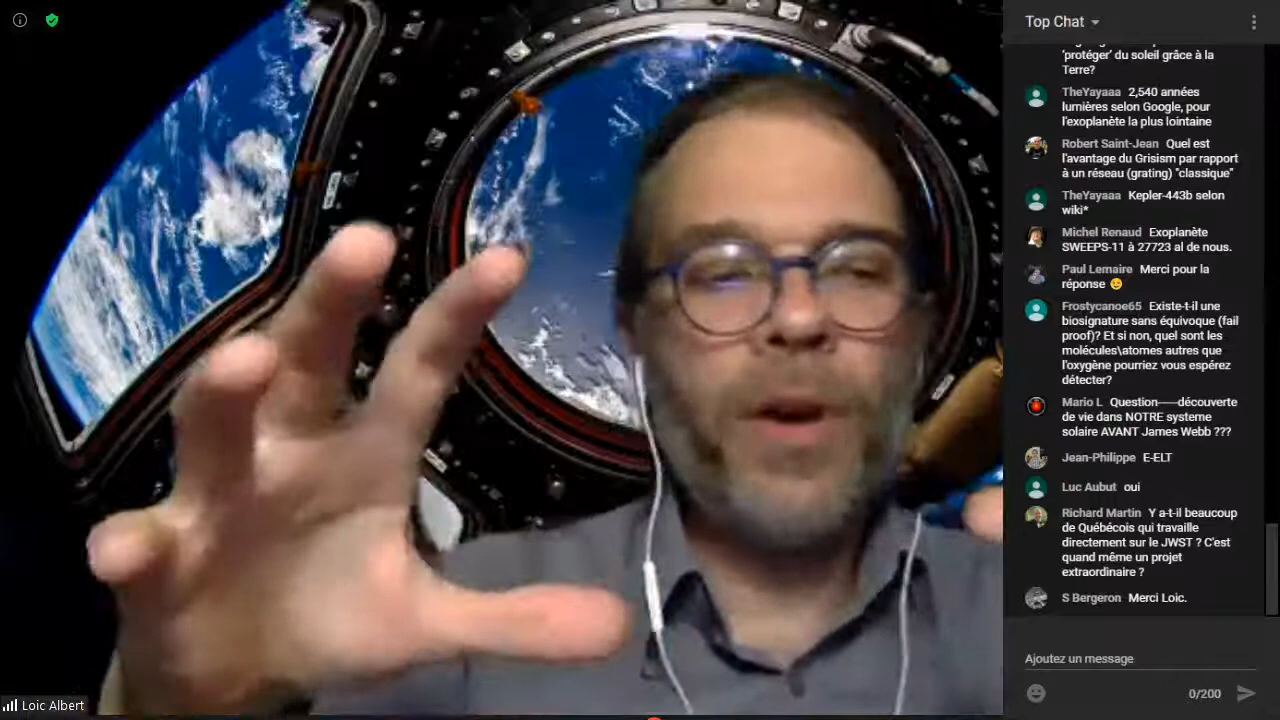 Top Chat
'protéger' du soleil grâce à la
Terre?
TheYayaaa 2,540 années
lumières selon Google, pour
l'exoplanète la plus lointaine
Robert Saint-Jean Quel est
l'avantage du Grisism par rapport
à un réseau (grating) "classique"
TheYayaaa Kepler-443b selon
wiki*
Michel Renaud Exoplanète
SWEEPS-11 à 27723 al de nous.
Paul Lemaire Merci pour la
réponse 😉
Frostycanoe65 Existe-t-il une
biosignature sans équivoque (fail
proof)? Et si non, quel sont les
molécules\atomes autres que
l'oxygène pourriez vous espérez
détecter?
Mario L Question-----découverte
de vie dans NOTRE systeme
solaire AVANT James Webb ???
Jean-Philippe E-ELT
Luc Aubut oui
Richard Martin Y a-t-il beaucoup
de Québécois qui travaille
directement sur le JWST ? C'est
quand même un projet
extraordinaire ?
S Bergeron Merci Loic.
Ajoutez un message
0/200
Loic Albert